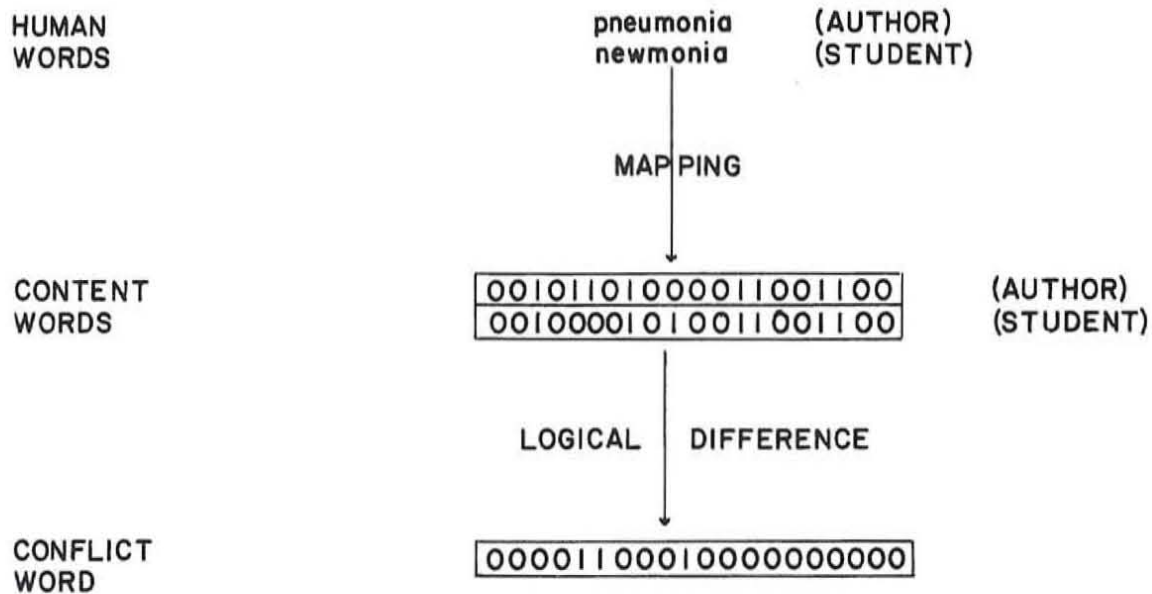 HUMAN pneumonia (AUTHOR)
WORDS newmonia (STUDENT)
MAPPING
CONTENT 00101101000011001100 (AUTHOR)
WORDS 00100001010011001100 (STUDENT)
LOGICAL DIFFERENCE
CONFLICT 00001100010000000000
WORD